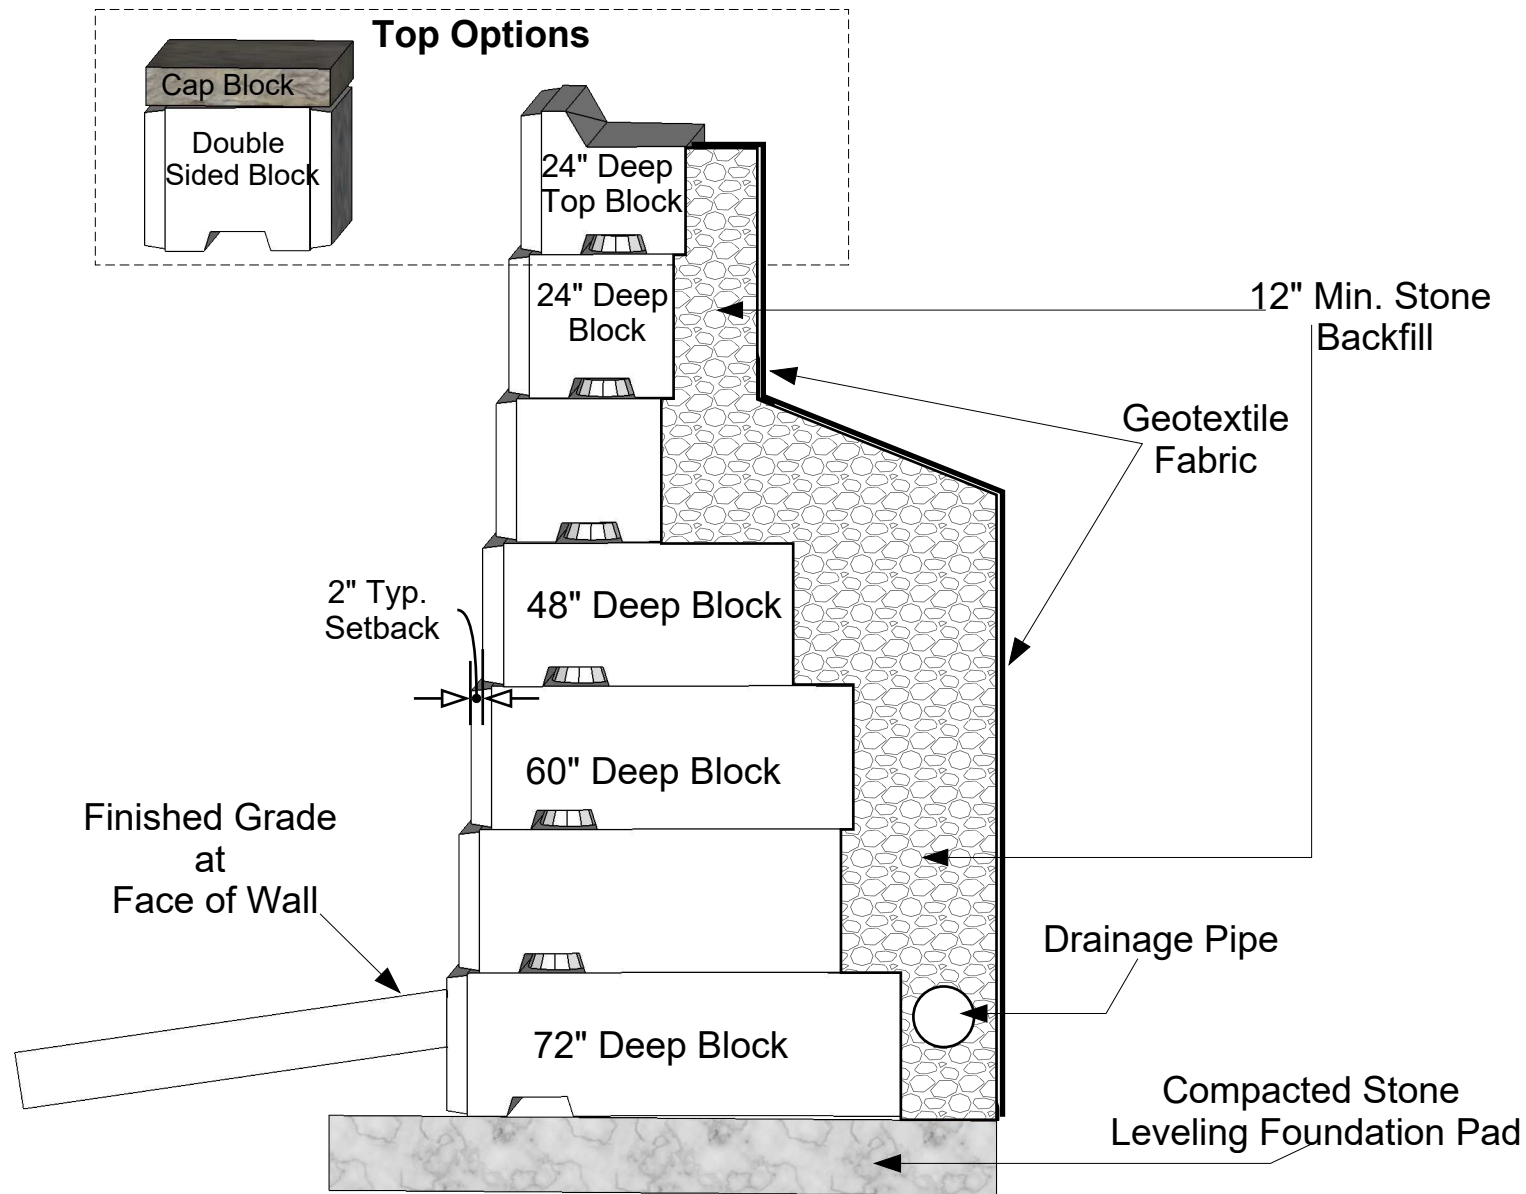 Top Options
Cap Block
Double
Sided Block
24" Deep
Top Block
24" Deep
Block
12" Min. Stone
Backfill
Geotextile
Fabric
2" Typ.
Setback
48" Deep Block
60" Deep Block
Finished Grade
at
Face of Wall
Drainage Pipe
72" Deep Block
Compacted Stone
Leveling Foundation Pad